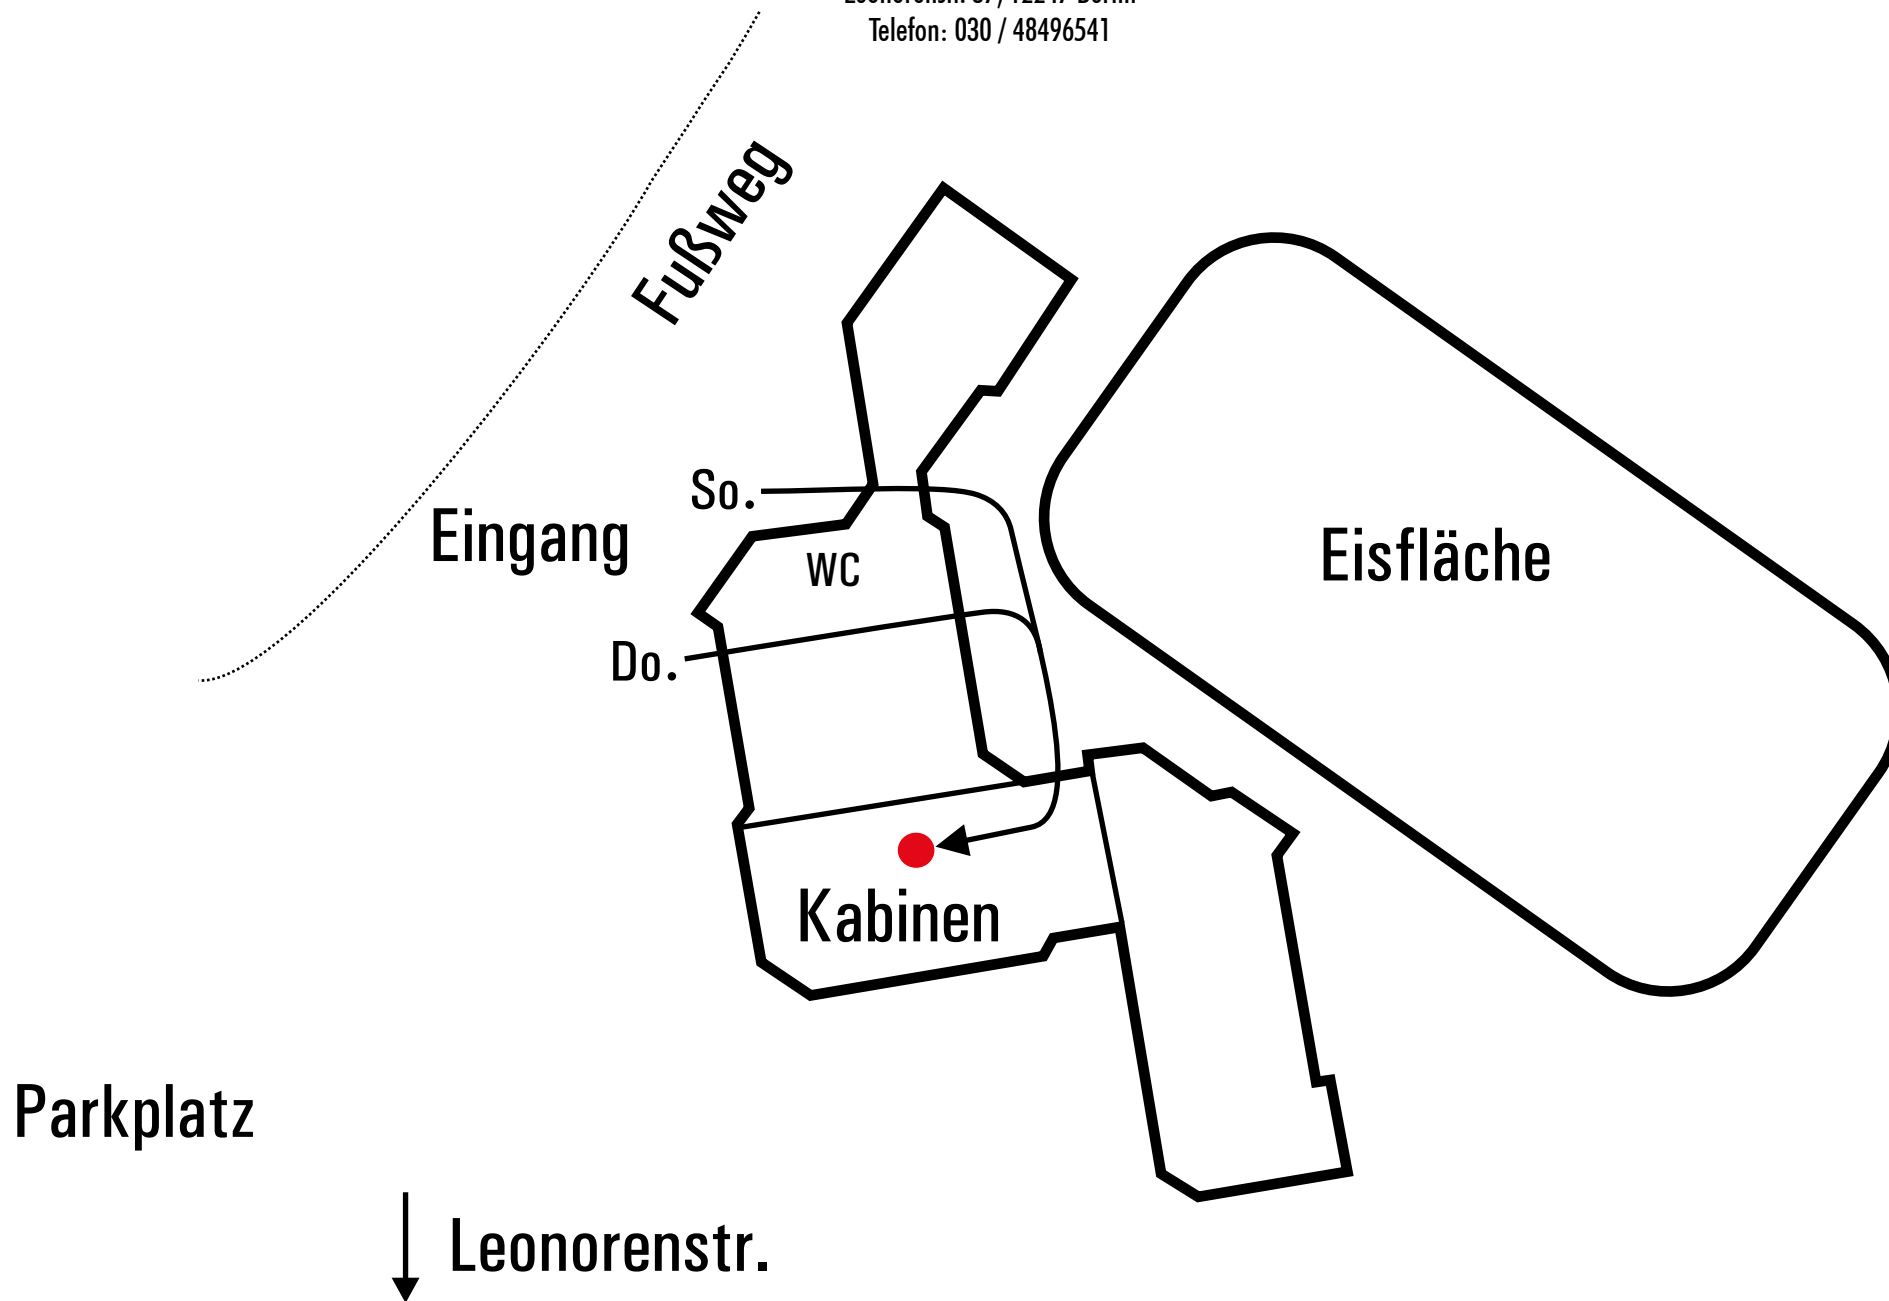 Telefon: 030 / 48496541
Fußweg
So.
Eingang
WC
Eisfläche
Do.
Kabinen
Parkplatz
Leonorenstr.